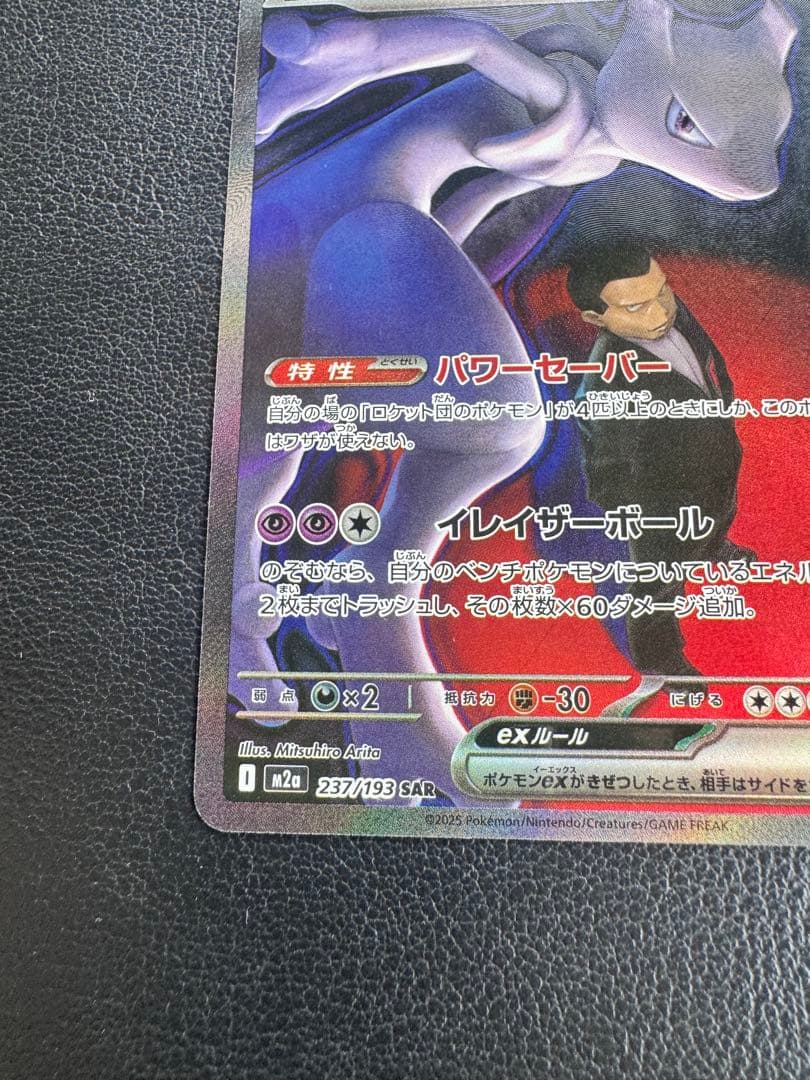 特性 とくせい パワーセーバー
自分の場の「ロケット団のポケモン」が4匹以上のときにしか、このポ
はワザが使えない。
イレイザーボール
のぞむなら、自分のベンチポケモンについているエネル
2枚までトラッシュし、その枚数×60ダメージ追加。
弱点 ×2 抵抗力 -30 にげる
exルール
Illus. Mitsuhiro Arita
ポケモンexがきぜつしたとき、相手はサイドを
I m2a 237/193 SAR
©2025 Pokémon/Nintendo/Creatures/GAME FREAK